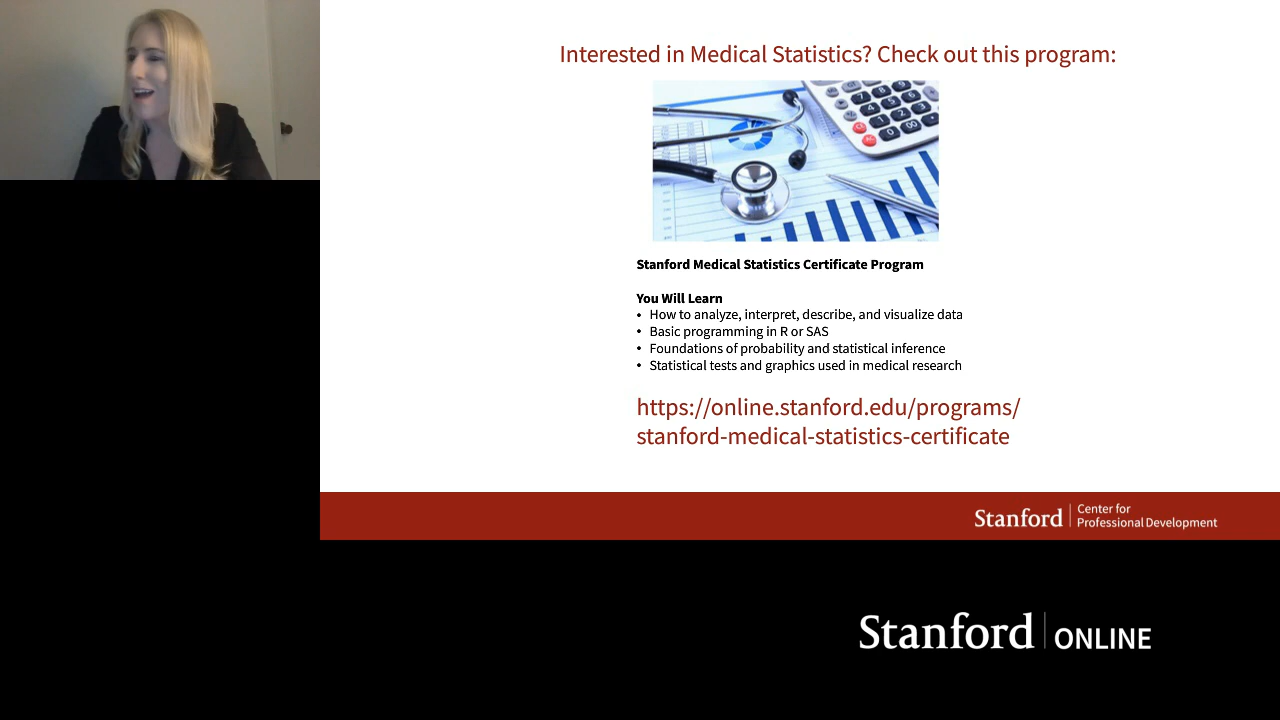 Interested in Medical Statistics? Check out this program:
Stanford Medical Statistics Certificate Program
You Will Learn
• How to analyze, interpret, describe, and visualize data
• Basic programming in R or SAS
• Foundations of probability and statistical inference
• Statistical tests and graphics used in medical research
https://online.stanford.edu/programs/
stanford-medical-statistics-certificate
Stanford | Center for
Professional Development
Stanford | ONLINE